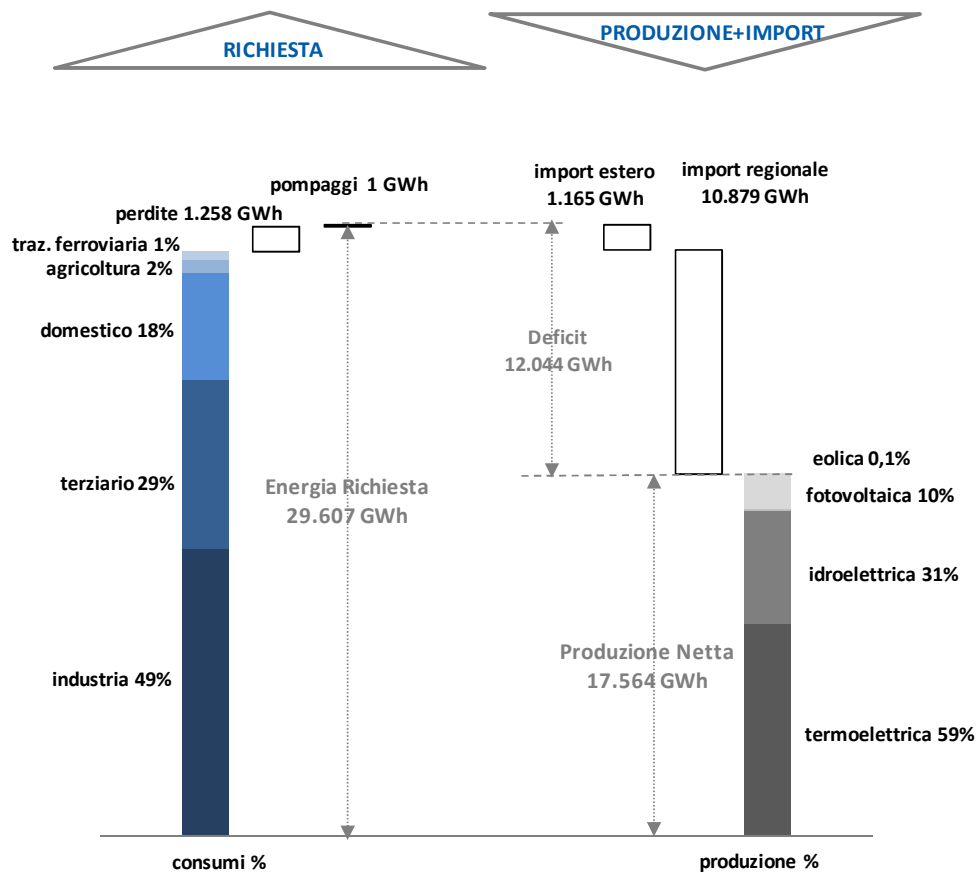 RICHIESTA
PRODUZIONE+IMPORT
pompaggi 1 GWh
perdite 1.258 GWh
traz. ferroviaria 1%
agricoltura 2%
domestico 18%
terziario 29%
industria 49%
Energia Richiesta
29.607 GWh
import estero
1.165 GWh
import regionale
10.879 GWh
Deficit
12.044 GWh
Produzione Netta
17.564 GWh
eolica 0,1%
fotovoltaica 10%
idroelettrica 31%
termoelettrica 59%
consumi %
produzione %